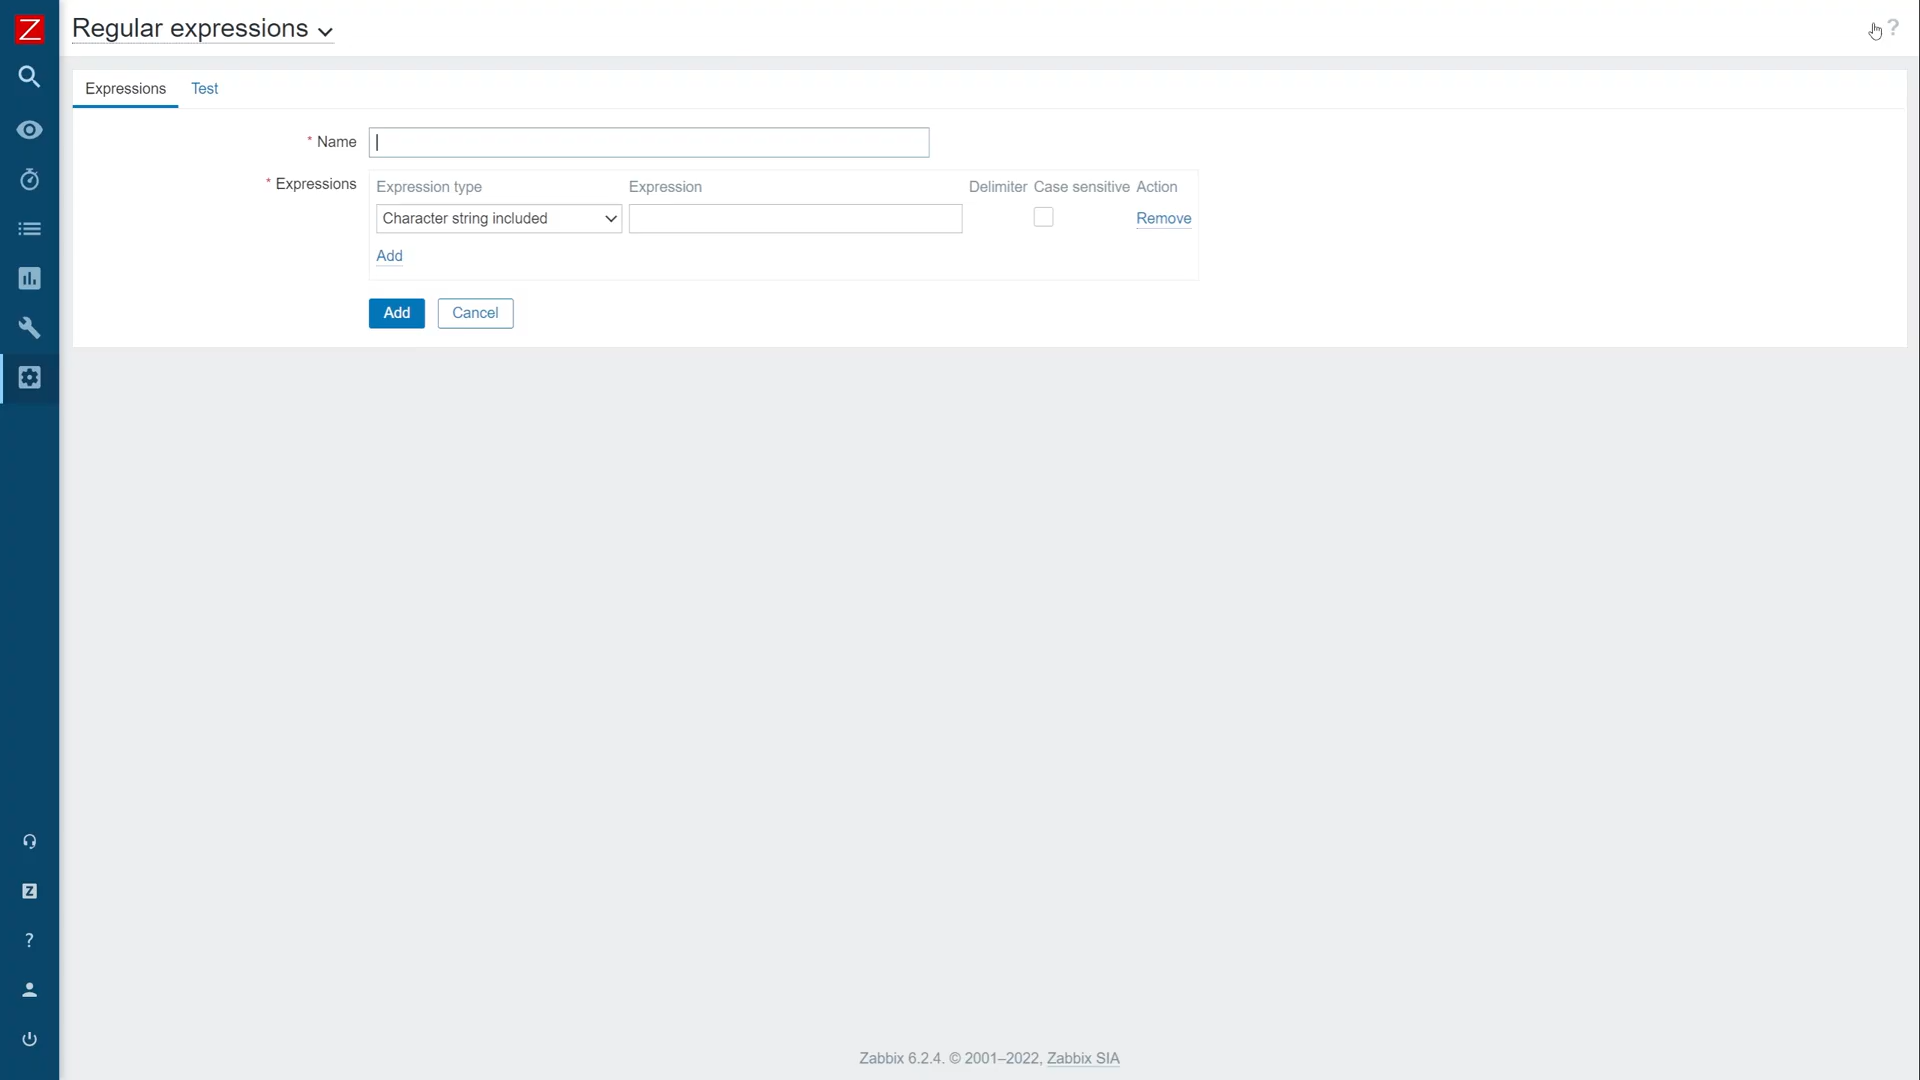 Z
Regular expressions
?
Expressions Test
* Name
* Expressions
Expression type Expression Delimiter Case sensitive Action
Character string included Remove
Add
Add Cancel
Z
?
Zabbix 6.2.4. © 2001–2022, Zabbix SIA